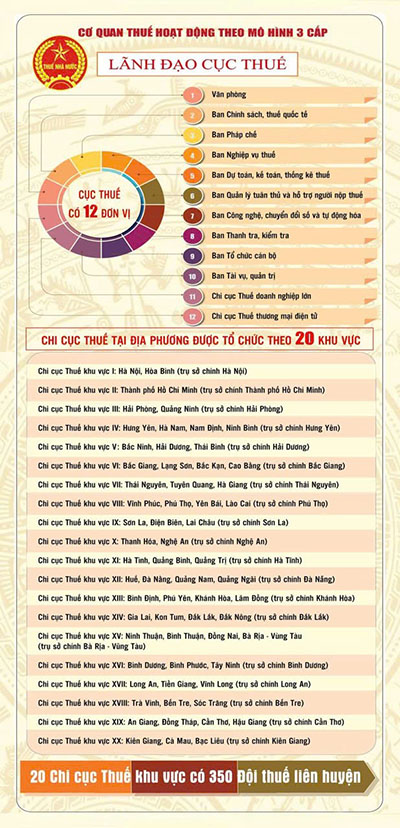 CƠ QUAN THUẾ HOẠT ĐỘNG THEO MÔ HÌNH 3 CẤP
THUẾ NHÀ NƯỚC
LÃNH ĐẠO CỤC THUẾ
CỤC THUẾ
CÓ 12 ĐƠN VỊ
1 Văn phòng
2 Ban Chính sách, thuế quốc tế
3 Ban Pháp chế
4 Ban Nghiệp vụ thuế
5 Ban Dự toán, kế toán, thống kê thuế
6 Ban Quản lý tuân thủ và hỗ trợ người nộp thuế
7 Ban Công nghệ, chuyển đổi số và tự động hóa
8 Ban Thanh tra, kiểm tra
9 Ban Tổ chức cán bộ
10 Ban Tài vụ, quản trị
11 Chi cục Thuế doanh nghiệp lớn
12 Chi cục Thuế thương mại điện tử
CHI CỤC THUẾ TẠI ĐỊA PHƯƠNG ĐƯỢC TỔ CHỨC THEO 20 KHU VỰC
Chi cục Thuế khu vực I: Hà Nội, Hòa Bình (trụ sở chính Hà Nội)
Chi cục Thuế khu vực II: Thành phố Hồ Chí Minh (trụ sở chính Thành phố Hồ Chí Minh)
Chi cục Thuế khu vực III: Hải Phòng, Quảng Ninh (trụ sở chính Hải Phòng)
Chi cục Thuế khu vực IV: Hưng Yên, Hà Nam, Nam Định, Ninh Bình (trụ sở chính Hưng Yên)
Chi cục Thuế khu vực V: Bắc Ninh, Hải Dương, Thái Bình (trụ sở chính Hải Dương)
Chi cục Thuế khu vực VI: Bắc Giang, Lạng Sơn, Bắc Kạn, Cao Bằng (trụ sở chính Bắc Giang)
Chi cục Thuế khu vực VII: Thái Nguyên, Tuyên Quang, Hà Giang (trụ sở chính Thái Nguyên)
Chi cục Thuế khu vực VIII: Vĩnh Phúc, Phú Thọ, Yên Bái, Lào Cai (trụ sở chính Phú Thọ)
Chi cục Thuế khu vực IX: Sơn La, Điện Biên, Lai Châu (trụ sở chính Sơn La)
Chi cục Thuế khu vực X: Thanh Hóa, Nghệ An (trụ sở chính Nghệ An)
Chi cục Thuế khu vực XI: Hà Tĩnh, Quảng Bình, Quảng Trị (trụ sở chính Hà Tĩnh)
Chi cục Thuế khu vực XII: Huế, Đà Nẵng, Quảng Nam, Quảng Ngãi (trụ sở chính Đà Nẵng)
Chi cục Thuế khu vực XIII: Bình Định, Phú Yên, Khánh Hòa, Lâm Đồng (trụ sở chính Khánh Hòa)
Chi cục Thuế khu vực XIV: Gia Lai, Kon Tum, Đắk Lắk, Đắk Nông (trụ sở chính Đắk Lắk)
Chi cục Thuế khu vực XV: Ninh Thuận, Bình Thuận, Đồng Nai, Bà Rịa - Vũng Tàu
(trụ sở chính Bà Rịa - Vũng Tàu)
Chi cục Thuế khu vực XVI: Bình Dương, Bình Phước, Tây Ninh (trụ sở chính Bình Dương)
Chi cục Thuế khu vực XVII: Long An, Tiền Giang, Vĩnh Long (trụ sở chính Long An)
Chi cục Thuế khu vực XVIII: Trà Vinh, Bến Tre, Sóc Trăng (trụ sở chính Bến Tre)
Chi cục Thuế khu vực XIX: An Giang, Đồng Tháp, Cần Thơ, Hậu Giang (trụ sở chính Cần Thơ)
Chi cục Thuế khu vực XX: Kiên Giang, Cà Mau, Bạc Liêu (trụ sở chính Kiên Giang)
20 Chi cục Thuế khu vực có 350 Đội thuế liên huyện